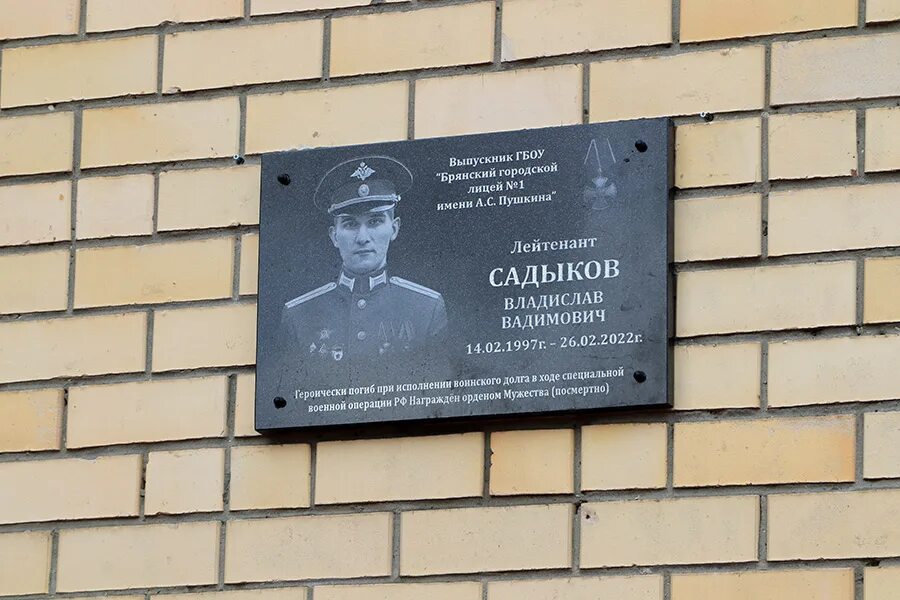 Выпускник ГБОУ
"Брянский городской
лицей №1
имени А.С. Пушкина"
Лейтенант
САДЫКОВ
ВЛАДИСЛАВ
ВАДИМОВИЧ
14.02.1997г. - 26.02.2022г.
Героически погиб при исполнении воинского долга в ходе специальной
военной операции РФ Награждён орденом Мужества (посмертно)